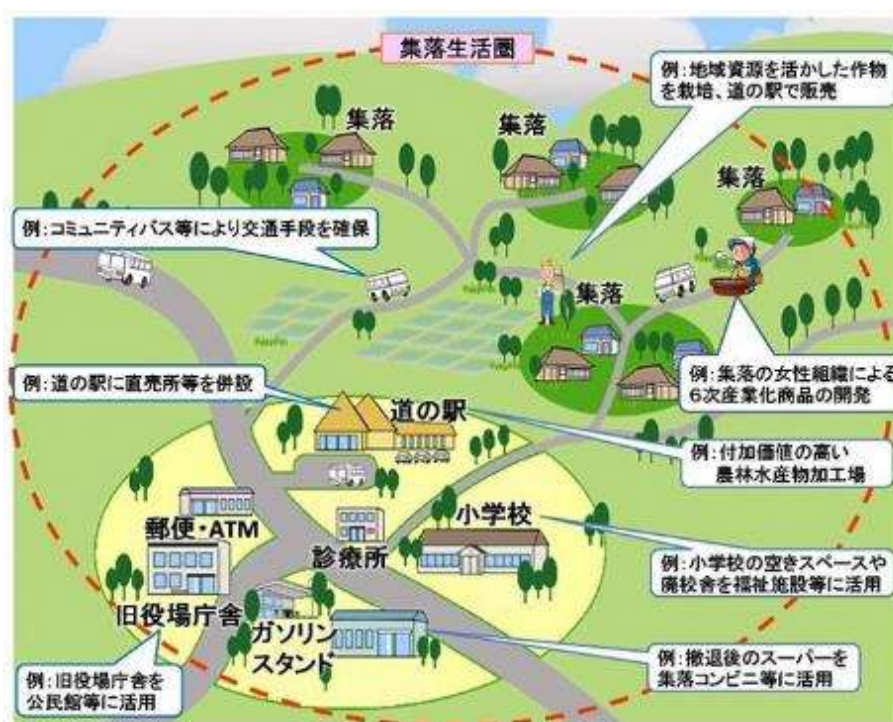 集落生活圏
例:地域資源を活かした作物
を栽培、道の駅で販売
集落
集落
集落
例:コミュニティバス等により交通手段を確保
集落
例:道の駅に直売所等を併設
例:集落の女性組織による
6次産業化商品の開発
道の駅
例:付加価値の高い
農林水産物加工場
郵便・ATM
小学校
診療所
例:小学校の空きスペースや
廃校舎を福祉施設等に活用
旧役場庁舎
ガソリン
スタンド
例:撤退後のスーパーを
集落コンビニ等に活用
例:旧役場庁舎を
公民館等に活用